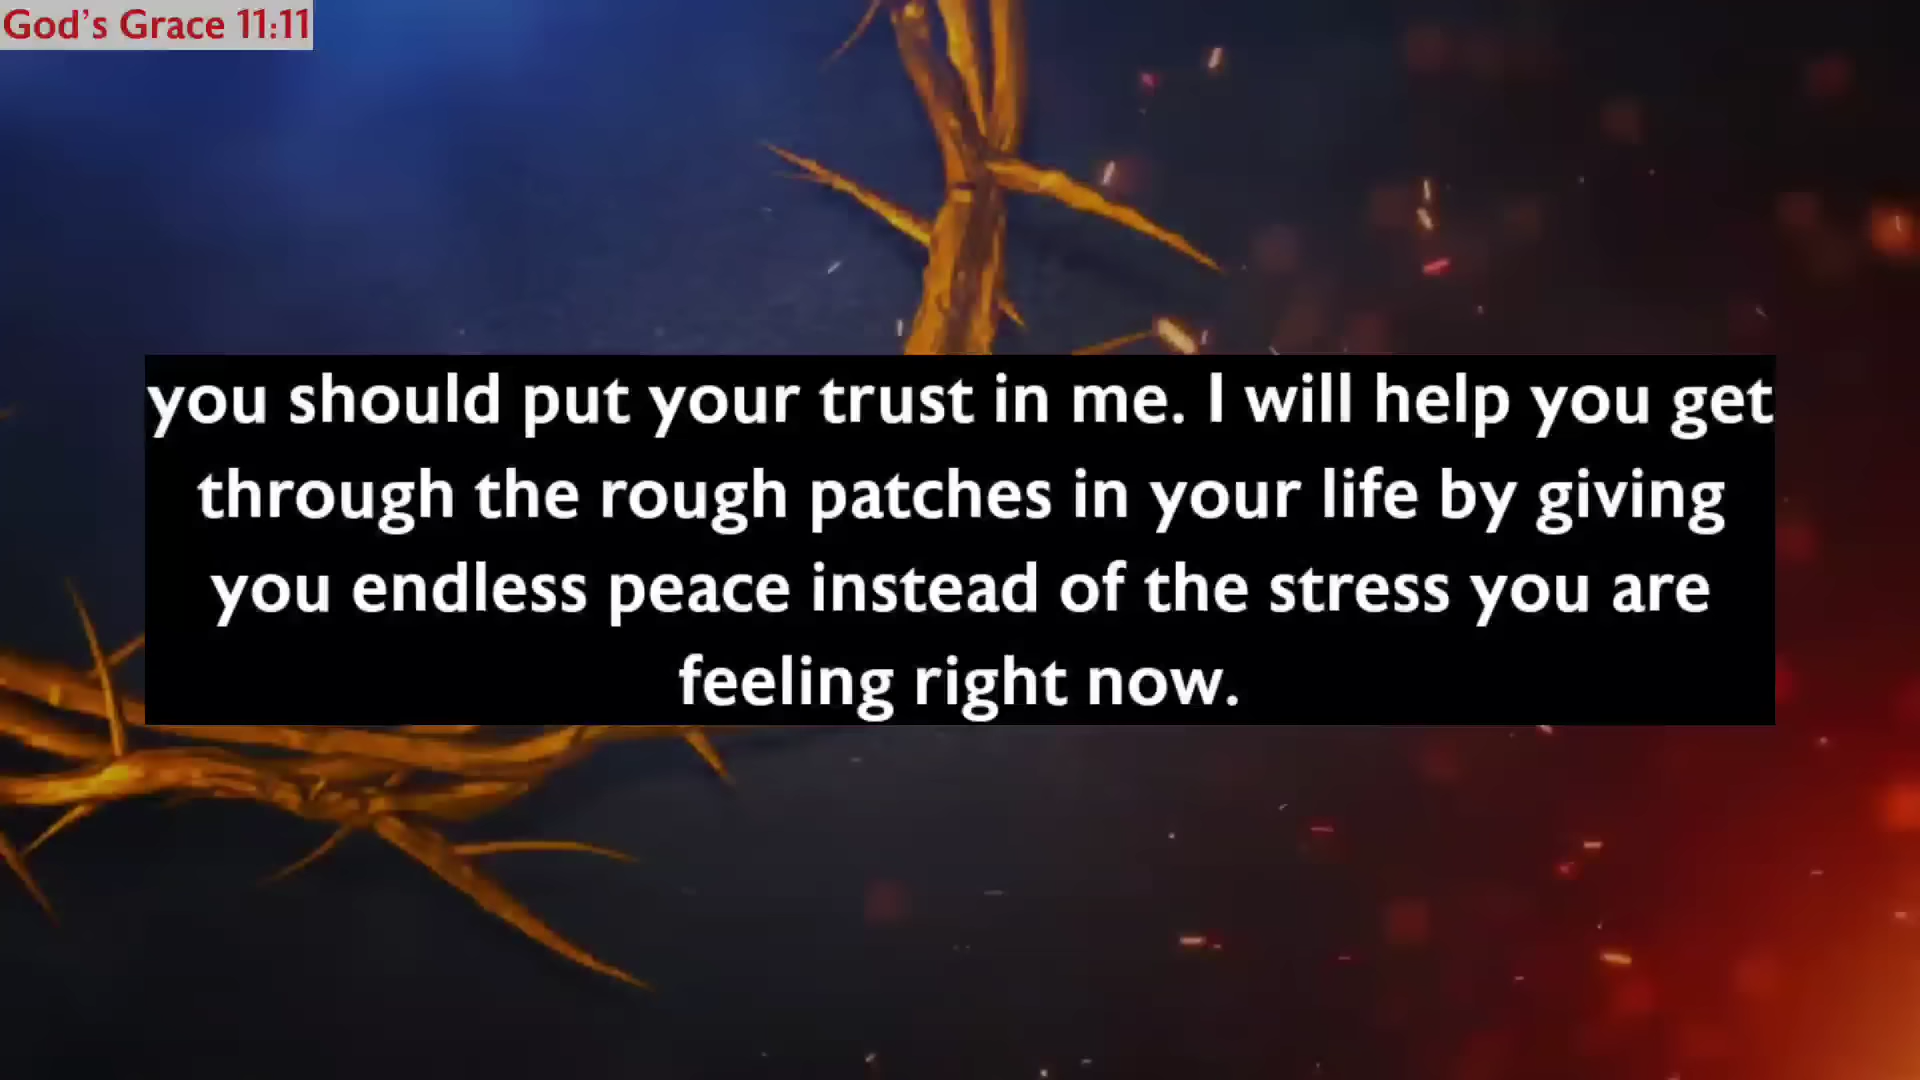 God's Grace 11:11
you should put your trust in me. I will help you get
through the rough patches in your life by giving
you endless peace instead of the stress you are
feeling right now.